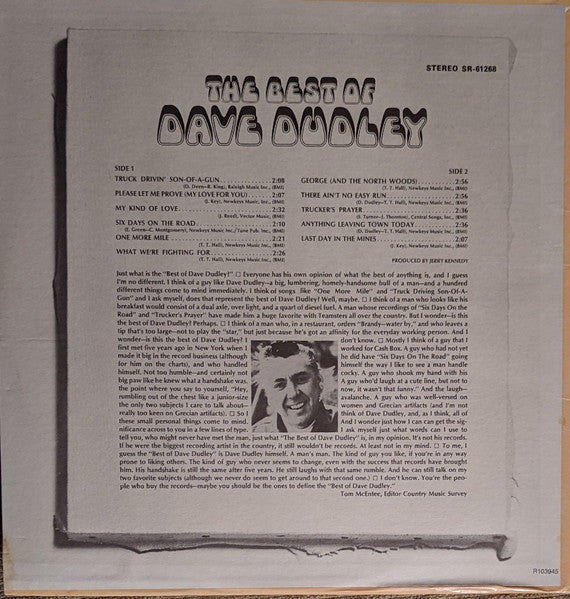 STEREO SR-61268
THE BEST OF
DAVE DUDLEY
SIDE 1
TRUCK DRIVIN' SON-OF-A-GUN..............2:08
(D. Deen–R. King), Raleigh Music Inc., (BMI)
PLEASE LET ME PROVE (MY LOVE FOR YOU).....2:07
(J. Key), Newkeys Music Inc., (BMI)
MY KIND OF LOVE......................2:32
(J. Reed), Vector Music, (BMI)
SIX DAYS ON THE ROAD..................2:10
(E. Green–C. Montgomery), Newkeys Music Inc./Tune Pub. Inc., (BMI)
ONE MORE MILE.......................2:21
(T. T. Hall), Newkeys Music Inc., (BMI)
WHAT WE'RE FIGHTING FOR...............2:26
(T. T. Hall), Newkeys Music Inc., (BMI)
SIDE 2
GEORGE (AND THE NORTH WOODS)..........2:56
(T. T. Hall), Newkeys Music Inc., (BMI)
THERE AIN'T NO EASY RUN................2:56
(D. Dudley–T. T. Hall), Newkeys Music Inc., (BMI)
TRUCKER'S PRAYER.....................2:36
(I. Turner–J. Thornton), Central Songs, Inc., (BMI)
ANYTHING LEAVING TOWN TODAY...........2:36
(D. Dudley–T. T. Hall), Newkeys Music Inc., (BMI)
LAST DAY IN THE MINES..................2:07
(J. Key), Newkeys Music Inc., (BMI)
PRODUCED BY JERRY KENNEDY
Just what is the "Best of Dave Dudley?" □ Everyone has his own opinion of what the best of anything is, and I guess
I'm no different. I think of a guy like Dave Dudley–a big, lumbering, homely-handsome bull of a man–and a hundred
different things come to mind immediately. I think of songs like "One More Mile" and "Truck Driving Son-Of-A-
Gun" and I ask myself, does that represent the best of Dave Dudley? Well, maybe. □ I think of a man who looks like his
breakfast would consist of a dual axle, over light, and a quart of diesel fuel. A man whose recordings of "Six Days On the
Road" and "Trucker's Prayer" have made him a huge favorite with Teamsters all over the country. But I wonder–is this
the best of Dave Dudley? Perhaps. □ I think of a man who, in a restaurant, orders "Brandy–water by," and who leaves a
tip that's too large–not to play the "star," but just because he's got an affinity for the everyday working person. And I
wonder–is this the best of Dave Dudley? I don't know. □ Mostly I think of a guy that I
first met five years ago in New York when I worked for Cash Box. A guy who had not yet
made it big in the record business (although he did have "Six Days On The Road" going
for him on the charts), and who handled himself the way I like to see a man handle
himself. Not too humble–and certainly not cocky. A guy who shook my hand with his
big paw like he knew what a handshake was. A guy who'd laugh at a cute line, but not to
the point where you say to yourself, "Hey, now, it wasn't that funny." And the laugh–
rumbling out of the chest like a junior-size avalanche. A guy who was well-versed on
the only two subjects I care to talk about– women and Grecian artifacts (and I'm not
really too keen on Grecian artifacts). □ So I think of Dave Dudley, and, as I think, all of
these small personal things come to mind. And I wonder just how I can get the sig-
nificance across to you in a few lines of type. I ask myself just what words can I use to
tell you, who might never have met the man, just what "The Best of Dave Dudley" is, in my opinion. It's not his records.
If he were the biggest recording artist in the country, it still wouldn't be records. At least not in my mind. □ To me, I
guess the "Best of Dave Dudley" is Dave Dudley himself. A man's man. The kind of guy you like, if you're in any way
prone to liking others. The kind of guy who never seems to change, even with the success that records have brought
him. His handshake is still the same after five years. He still laughs with that same rumble. And he can still talk on my
two favorite subjects (although we never do seem to get around to that second one.) □ I don't know. You're the peo-
ple who buy the records–maybe you should be the ones to define the "Best of Dave Dudley."
Tom McEntee, Editor Country Music Survey
R103945